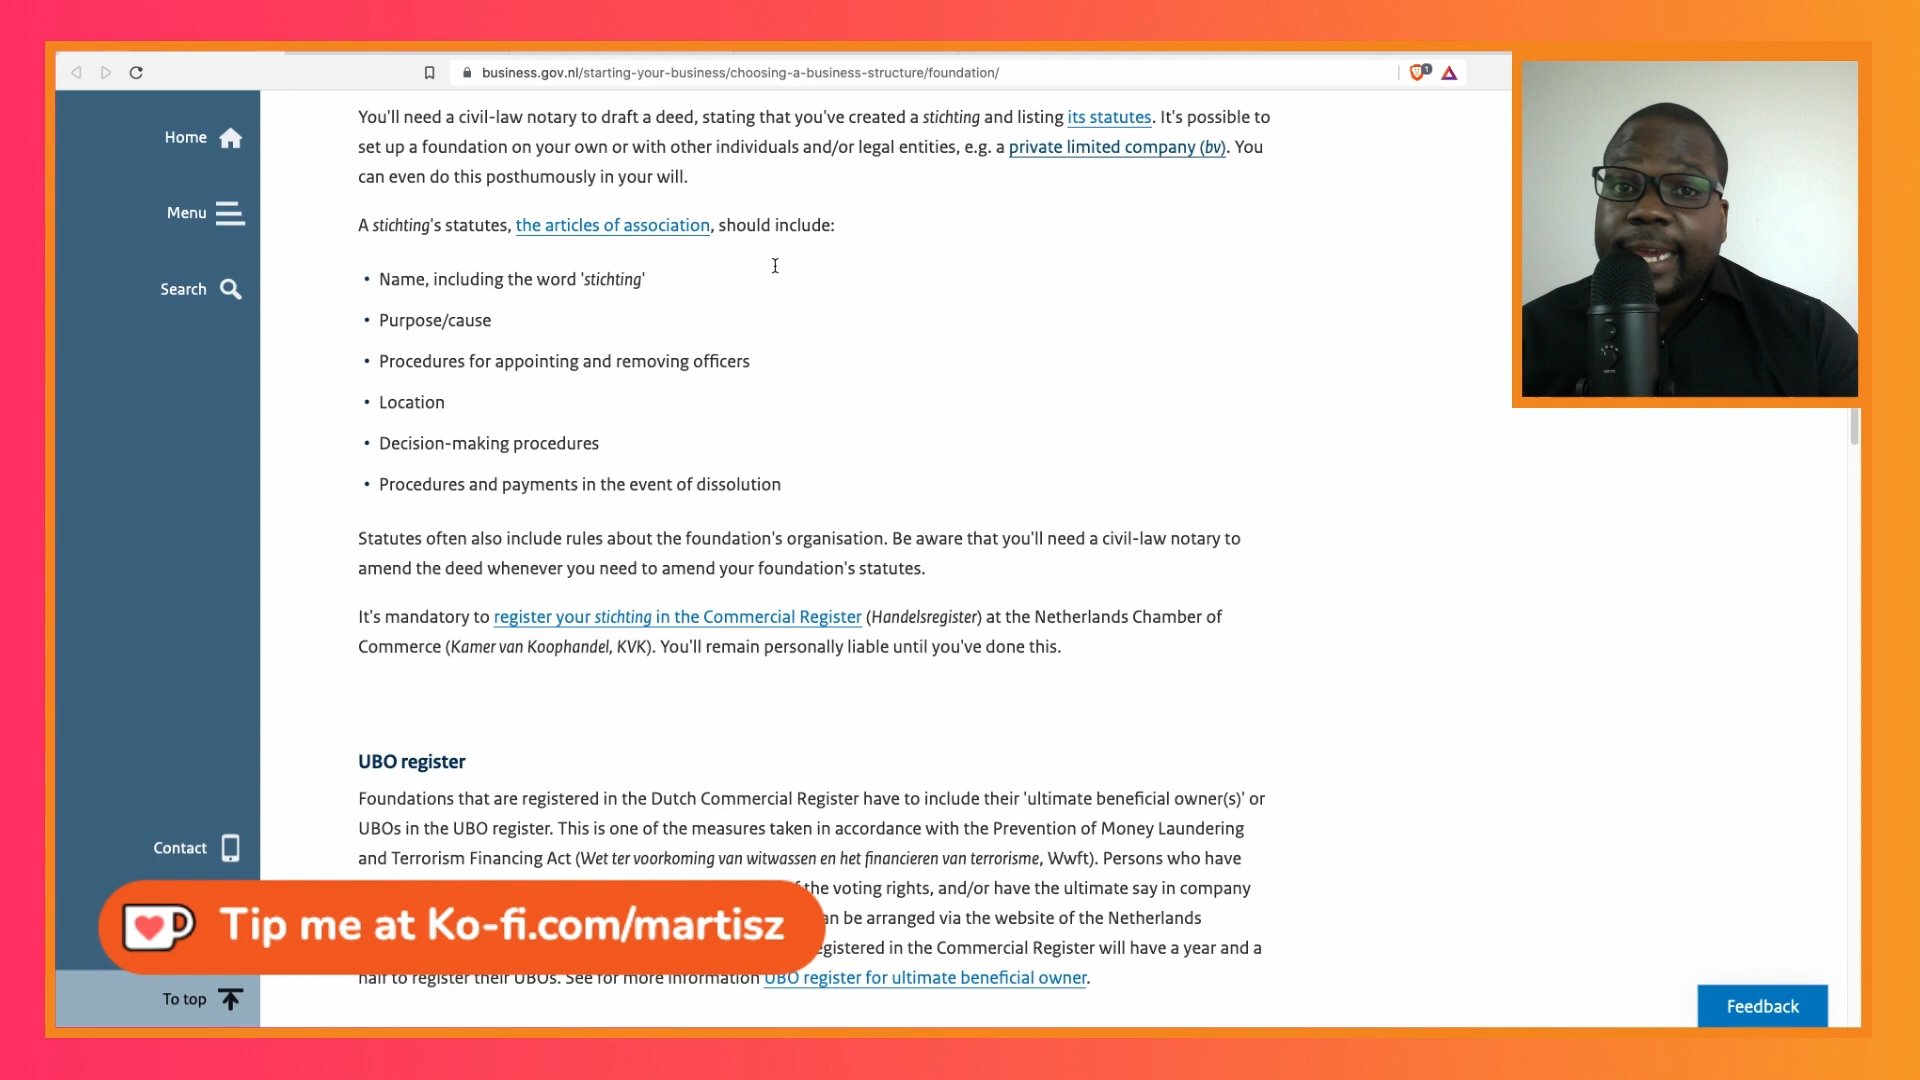 business.gov.nl/starting-your-business/choosing-a-business-structure/foundation/
1
Home
Menu
Search
Contact
To top
You'll need a civil-law notary to draft a deed, stating that you've created a stichting and listing its statutes. It's possible to
set up a foundation on your own or with other individuals and/or legal entities, e.g. a private limited company (bv). You
can even do this posthumously in your will.
A stichting's statutes, the articles of association, should include:
• Name, including the word 'stichting'
• Purpose/cause
• Procedures for appointing and removing officers
• Location
• Decision-making procedures
• Procedures and payments in the event of dissolution
Statutes often also include rules about the foundation's organisation. Be aware that you'll need a civil-law notary to
amend the deed whenever you need to amend your foundation's statutes.
It's mandatory to register your stichting in the Commercial Register (Handelsregister) at the Netherlands Chamber of
Commerce (Kamer van Koophandel, KVK). You'll remain personally liable until you've done this.
UBO register
Foundations that are registered in the Dutch Commercial Register have to include their 'ultimate beneficial owner(s)' or
UBOs in the UBO register. This is one of the measures taken in accordance with the Prevention of Money Laundering
and Terrorism Financing Act (Wet ter voorkoming van witwassen en het financieren van terrorisme, Wwft). Persons who have
the voting rights, and/or have the ultimate say in company
be arranged via the website of the Netherlands
in the Commercial Register will have a year and a
half to register their UBOs. See for more information UBO register for ultimate beneficial owner.
Tip me at Ko-fi.com/martisz
Feedback